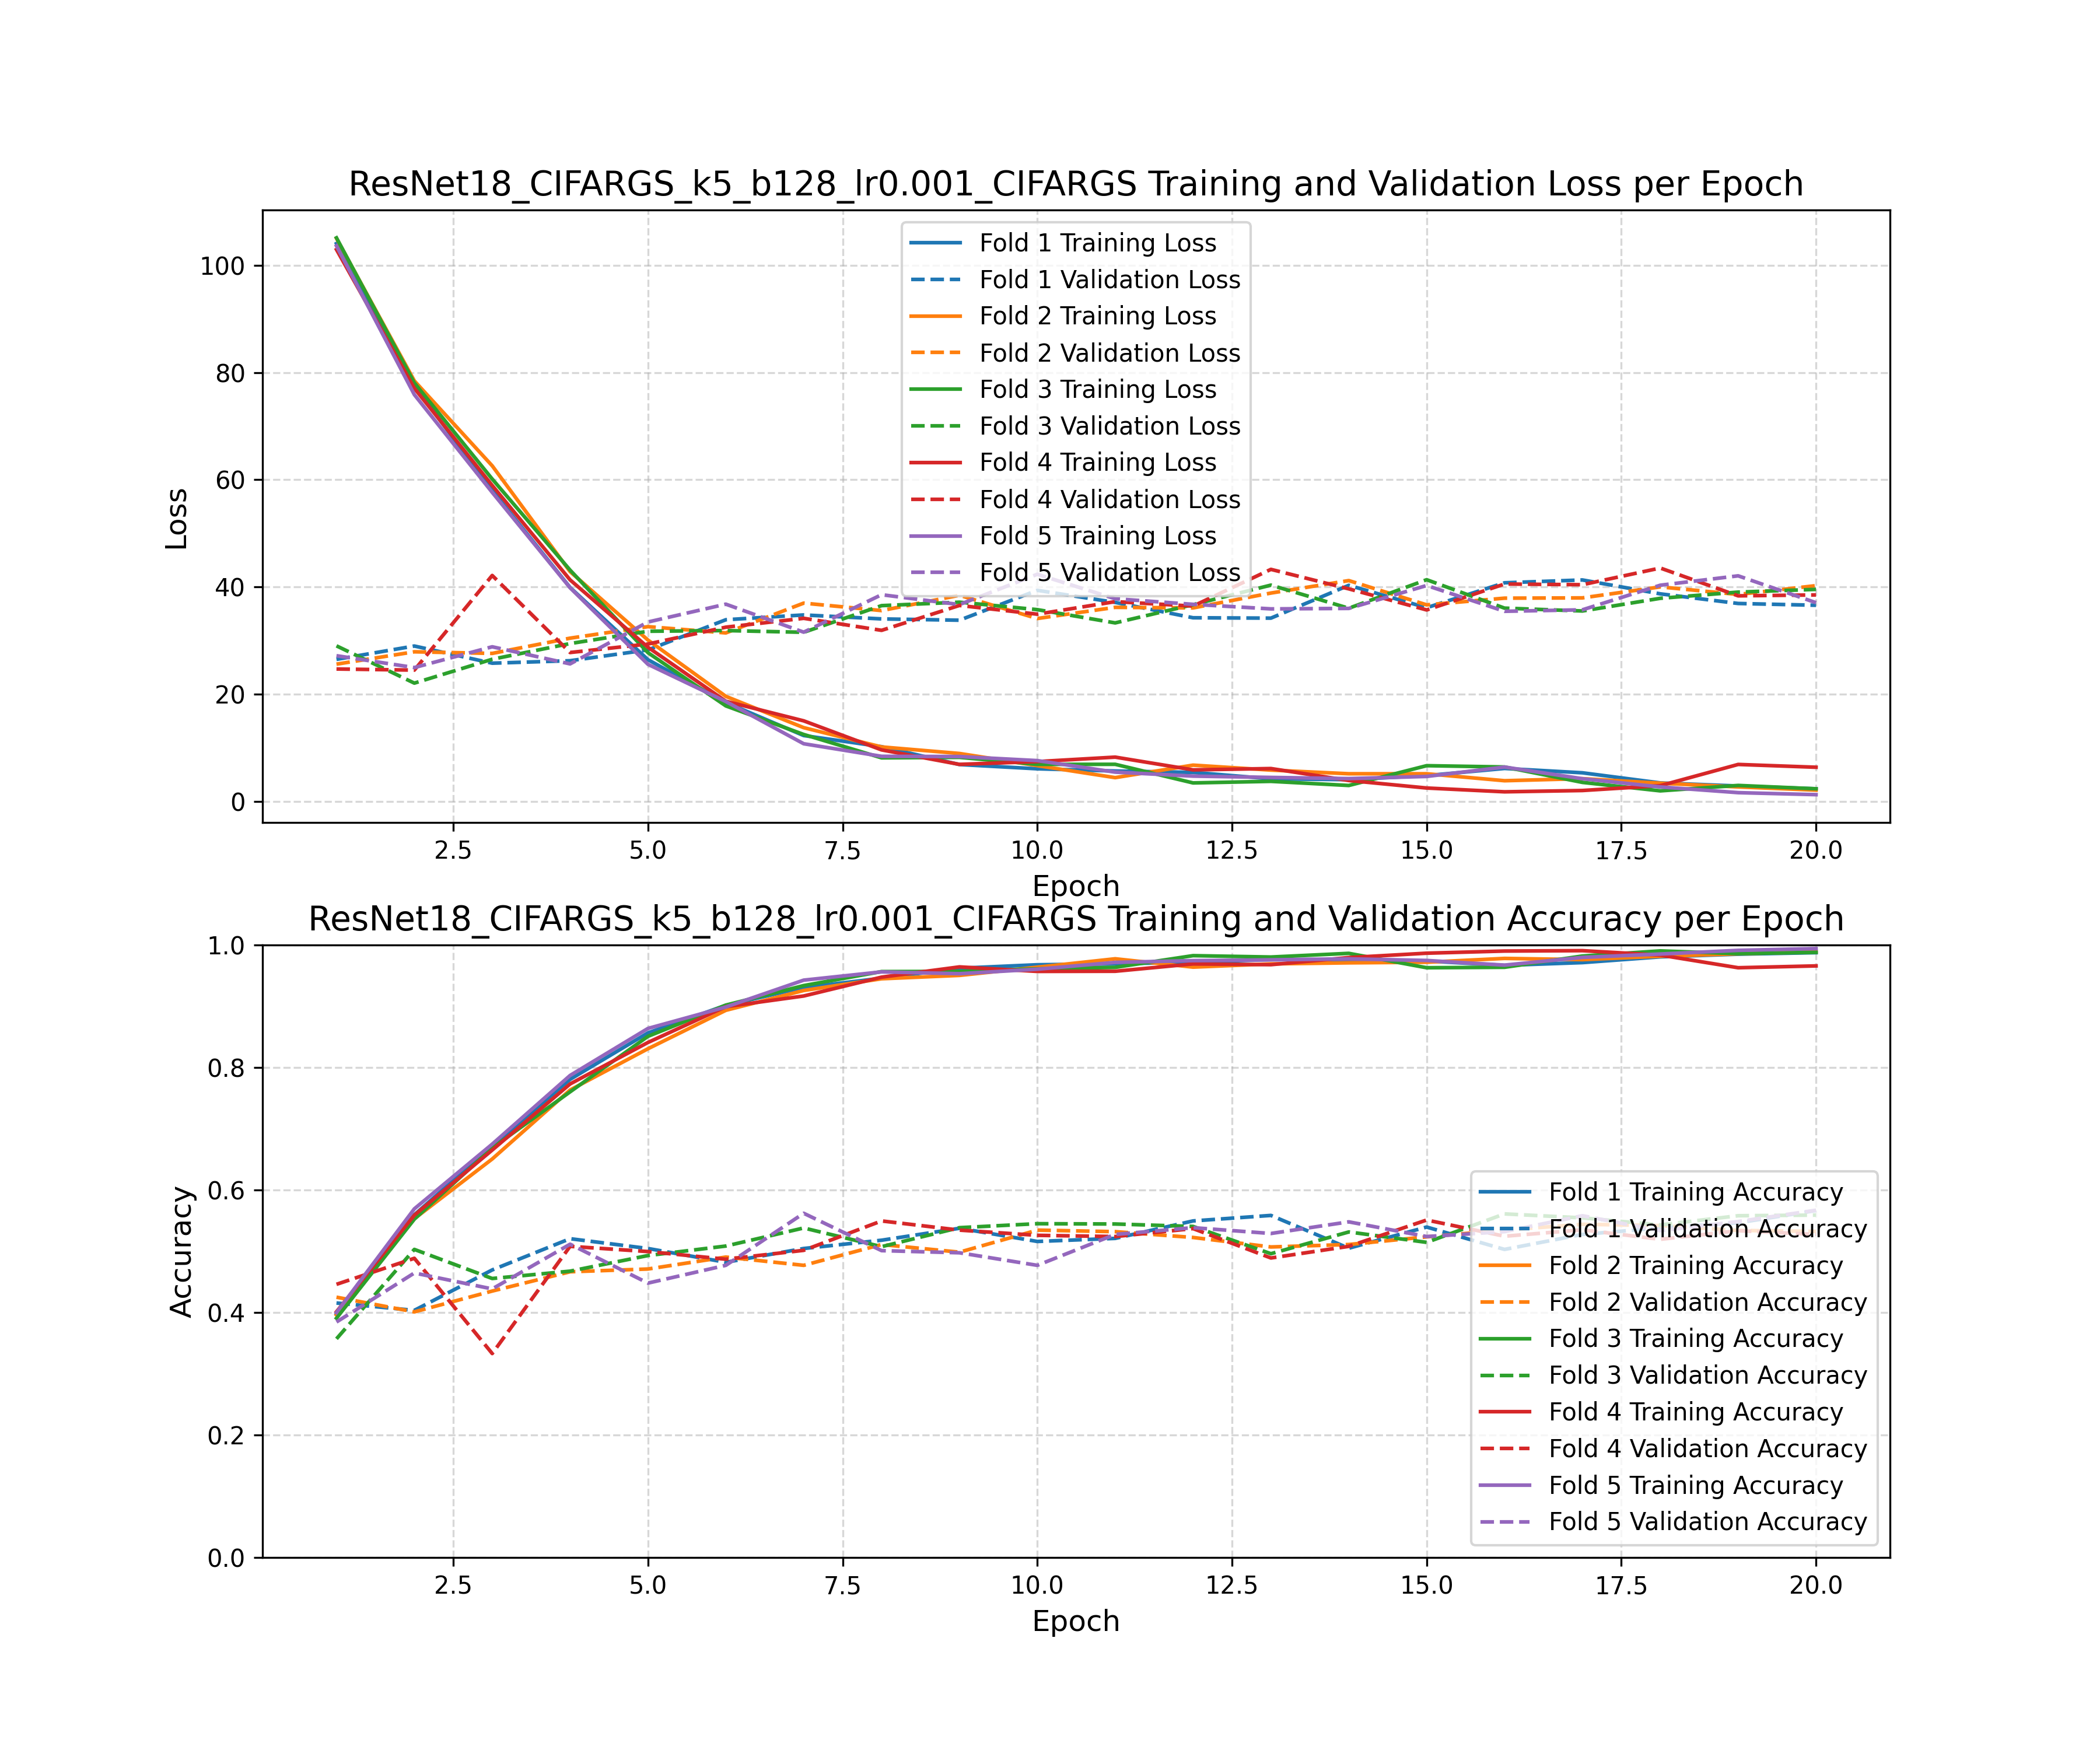 ResNet18_CIFARGS_k5_b128_lr0.001_CIFARGS Training and Validation Loss per Epoch
Loss
100
80
60
40
20
0
Fold 1 Training Loss
Fold 1 Validation Loss
Fold 2 Training Loss
Fold 2 Validation Loss
Fold 3 Training Loss
Fold 3 Validation Loss
Fold 4 Training Loss
Fold 4 Validation Loss
Fold 5 Training Loss
Fold 5 Validation Loss
2.5 5.0 7.5 10.0 12.5 15.0 17.5 20.0
Epoch
ResNet18_CIFARGS_k5_b128_lr0.001_CIFARGS Training and Validation Accuracy per Epoch
Accuracy
1.0
0.8
0.6
0.4
0.2
0.0
Fold 1 Training Accuracy
Fold 1 Validation Accuracy
Fold 2 Training Accuracy
Fold 2 Validation Accuracy
Fold 3 Training Accuracy
Fold 3 Validation Accuracy
Fold 4 Training Accuracy
Fold 4 Validation Accuracy
Fold 5 Training Accuracy
Fold 5 Validation Accuracy
2.5 5.0 7.5 10.0 12.5 15.0 17.5 20.0
Epoch